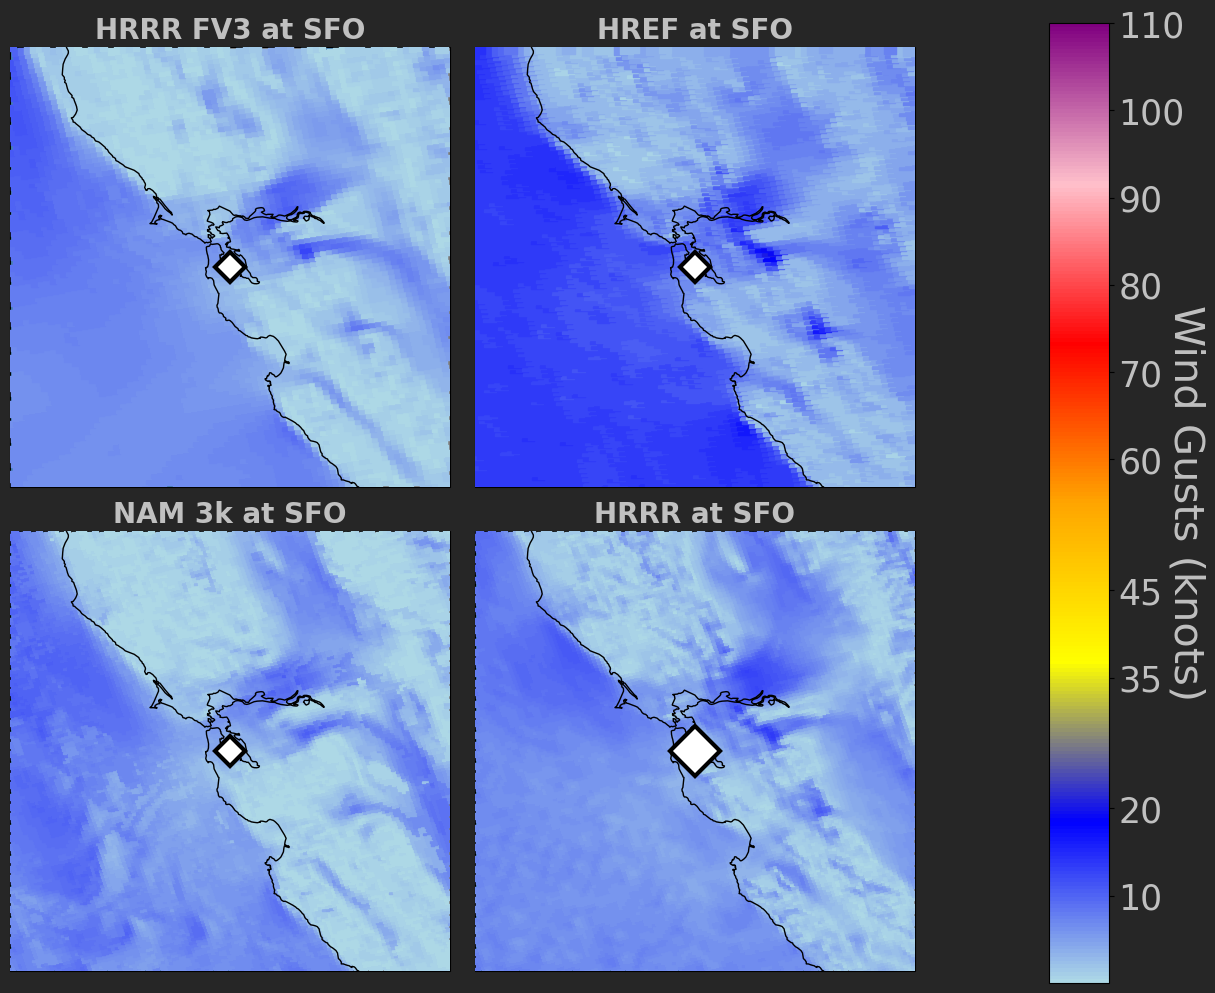 HRRR FV3 at SFO
HREF at SFO
NAM 3k at SFO
HRRR at SFO
110
100
90
80
70
60
45
35
20
10
Wind Gusts (knots)